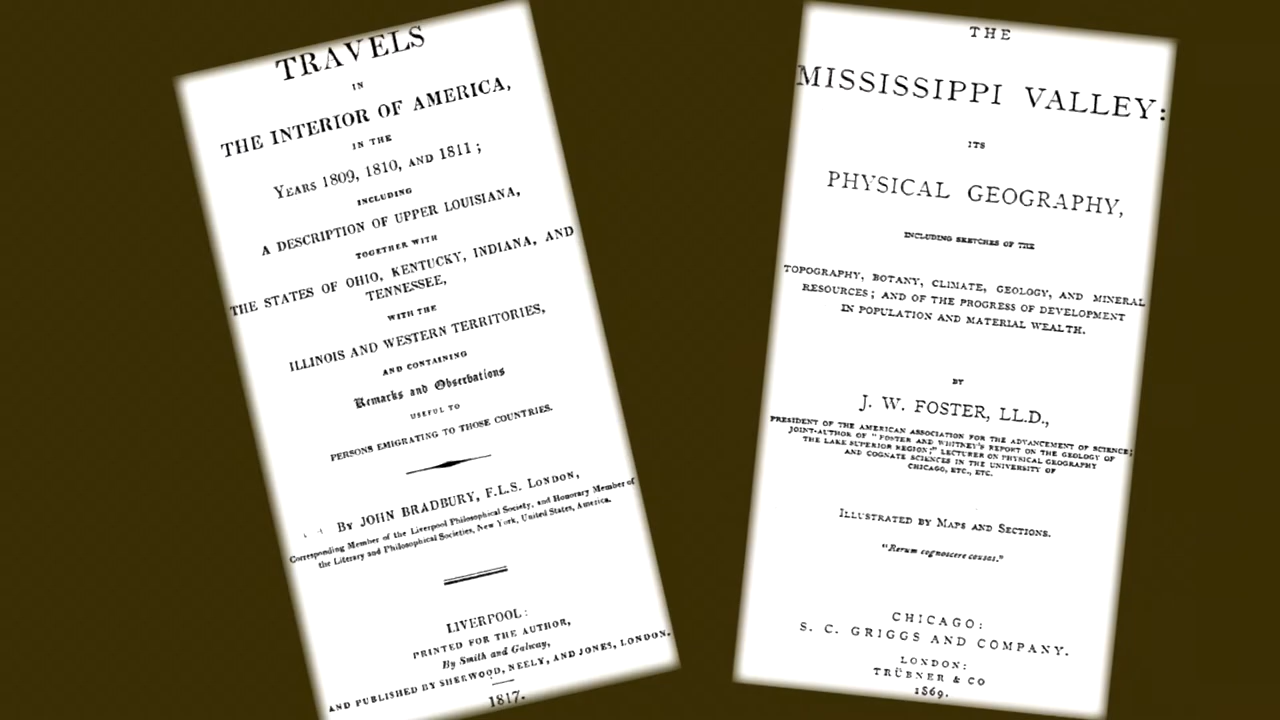 TRAVELS
IN
THE INTERIOR OF AMERICA,
IN THE
YEARS 1809, 1810, AND 1811;
INCLUDING
A DESCRIPTION OF UPPER LOUISIANA,
TOGETHER WITH
THE STATES OF OHIO, KENTUCKY, INDIANA, AND
TENNESSEE,
WITH THE
ILLINOIS AND WESTERN TERRITORIES,
AND CONTAINING
Remarks and Observations
USEFUL TO
PERSONS EMIGRATING TO THOSE COUNTRIES.
BY JOHN BRADBURY, F.L.S. LONDON,
Corresponding Member of the Liverpool Philosophical Society, and Honorary Member of
the Literary and Philosophical Societies, New York, United States, America.
LIVERPOOL:
PRINTED FOR THE AUTHOR,
By Smith and Galway,
AND PUBLISHED BY SHERWOOD, NEELY, AND JONES, LONDON.
1817.
THE
MISSISSIPPI VALLEY:
ITS
PHYSICAL GEOGRAPHY,
INCLUDING SKETCHES OF THE
TOPOGRAPHY, BOTANY, CLIMATE, GEOLOGY, AND MINERAL
RESOURCES; AND OF THE PROGRESS OF DEVELOPMENT
IN POPULATION AND MATERIAL WEALTH.
BY
J. W. FOSTER, LL.D.,
PRESIDENT OF THE AMERICAN ASSOCIATION FOR THE ADVANCEMENT OF SCIENCE;
JOINT-AUTHOR OF "FOSTER AND WHITNEY'S REPORT ON THE GEOLOGY OF
THE LAKE SUPERIOR REGION;" LECTURER ON PHYSICAL GEOGRAPHY
AND COGNATE SCIENCES IN THE UNIVERSITY OF
CHICAGO, ETC., ETC.
ILLUSTRATED BY MAPS AND SECTIONS.
"Rerum cognoscere causas."
CHICAGO:
S. C. GRIGGS AND COMPANY.
LONDON:
TRÜBNER & CO
1869.